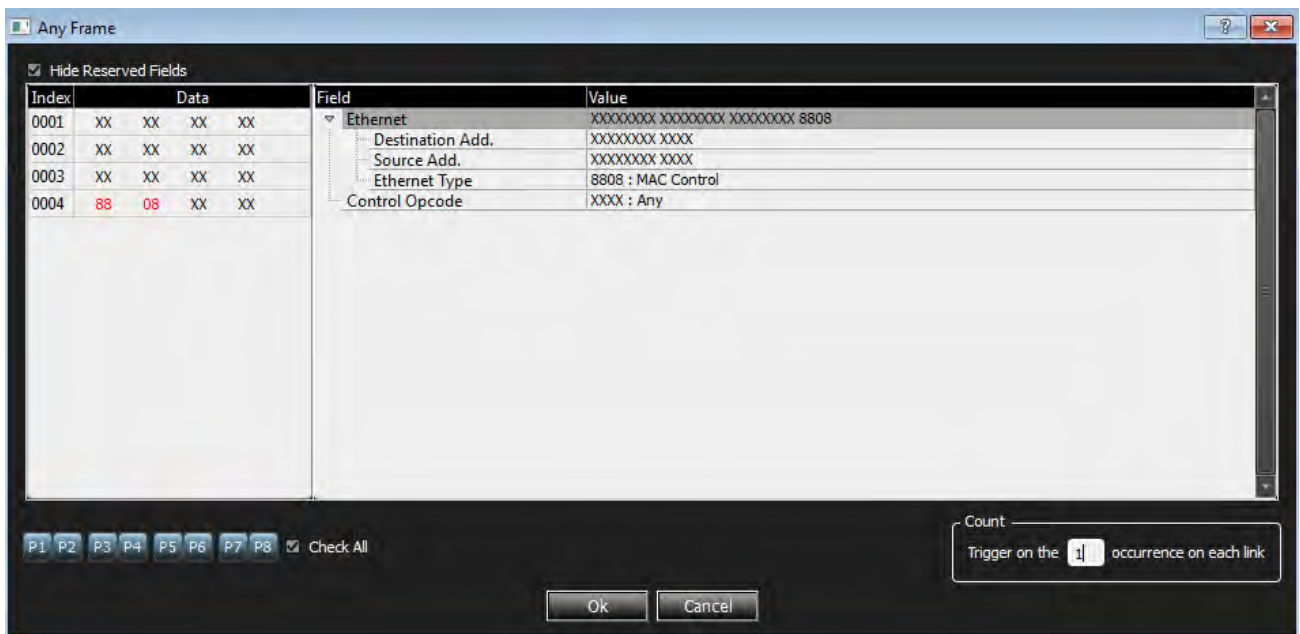 Any Frame
Hide Reserved Fields
Index Data Field Value
0001 XX XX XX XX Ethernet XXXXXXXX XXXXXXXX XXXXXXXX 8808
0002 XX XX XX XX Destination Add. XXXXXXXX XXXX
Source Add. XXXXXXXX XXXX
0003 XX XX XX XX Ethernet Type 8808 : MAC Control
0004 88 08 XX XX Control Opcode XXXX : Any
P1 P2 P3 P4 P5 P6 P7 P8 Check All
Count
Trigger on the 1 occurrence on each link
Ok Cancel